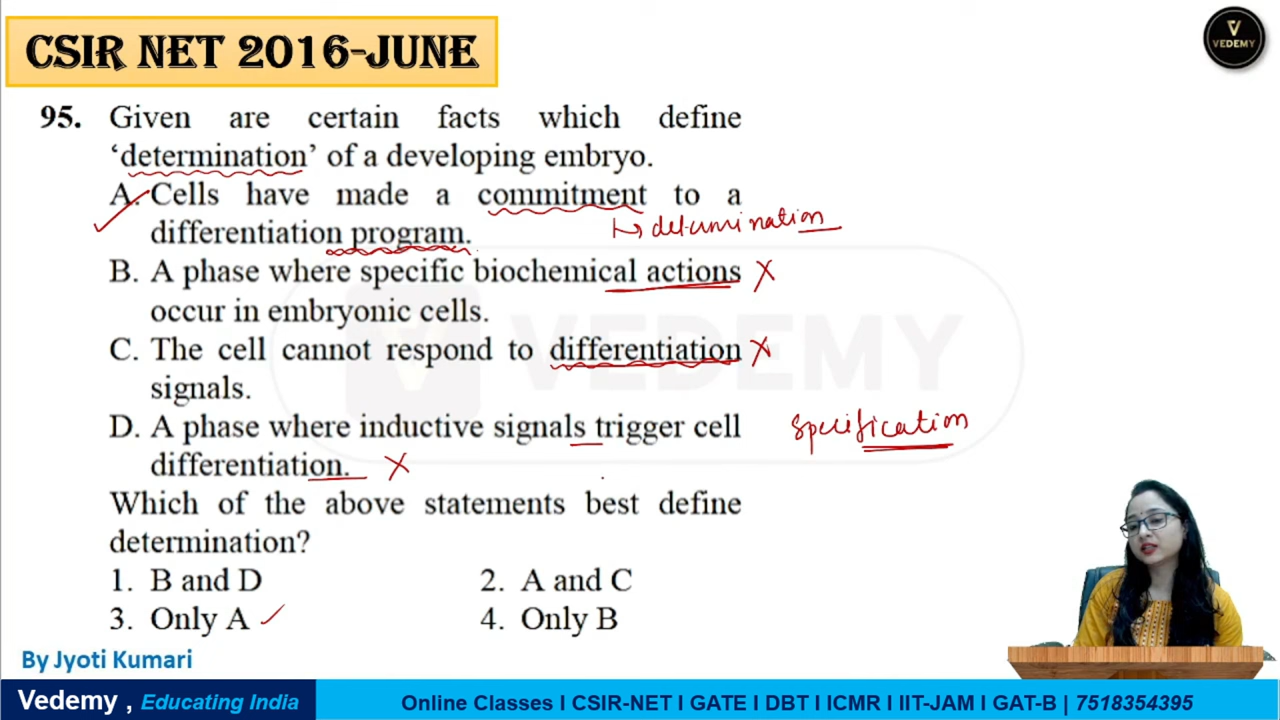 CSIR NET 2016-JUNE
VEDEMY
95. Given are certain facts which define
‘determination’ of a developing embryo.
A. Cells have made a commitment to a
differentiation program.
↳ determination
B. A phase where specific biochemical actions X
occur in embryonic cells.
VEDEMY
C. The cell cannot respond to differentiation X
signals.
D. A phase where inductive signals trigger cell
specification
differentiation. X
Which of the above statements best define
determination?
1. B and D 2. A and C
3. Only A ✓ 4. Only B
By Jyoti Kumari
Vedemy , Educating India
Online Classes I CSIR-NET I GATE I DBT I ICMR I IIT-JAM I GAT-B | 7518354395